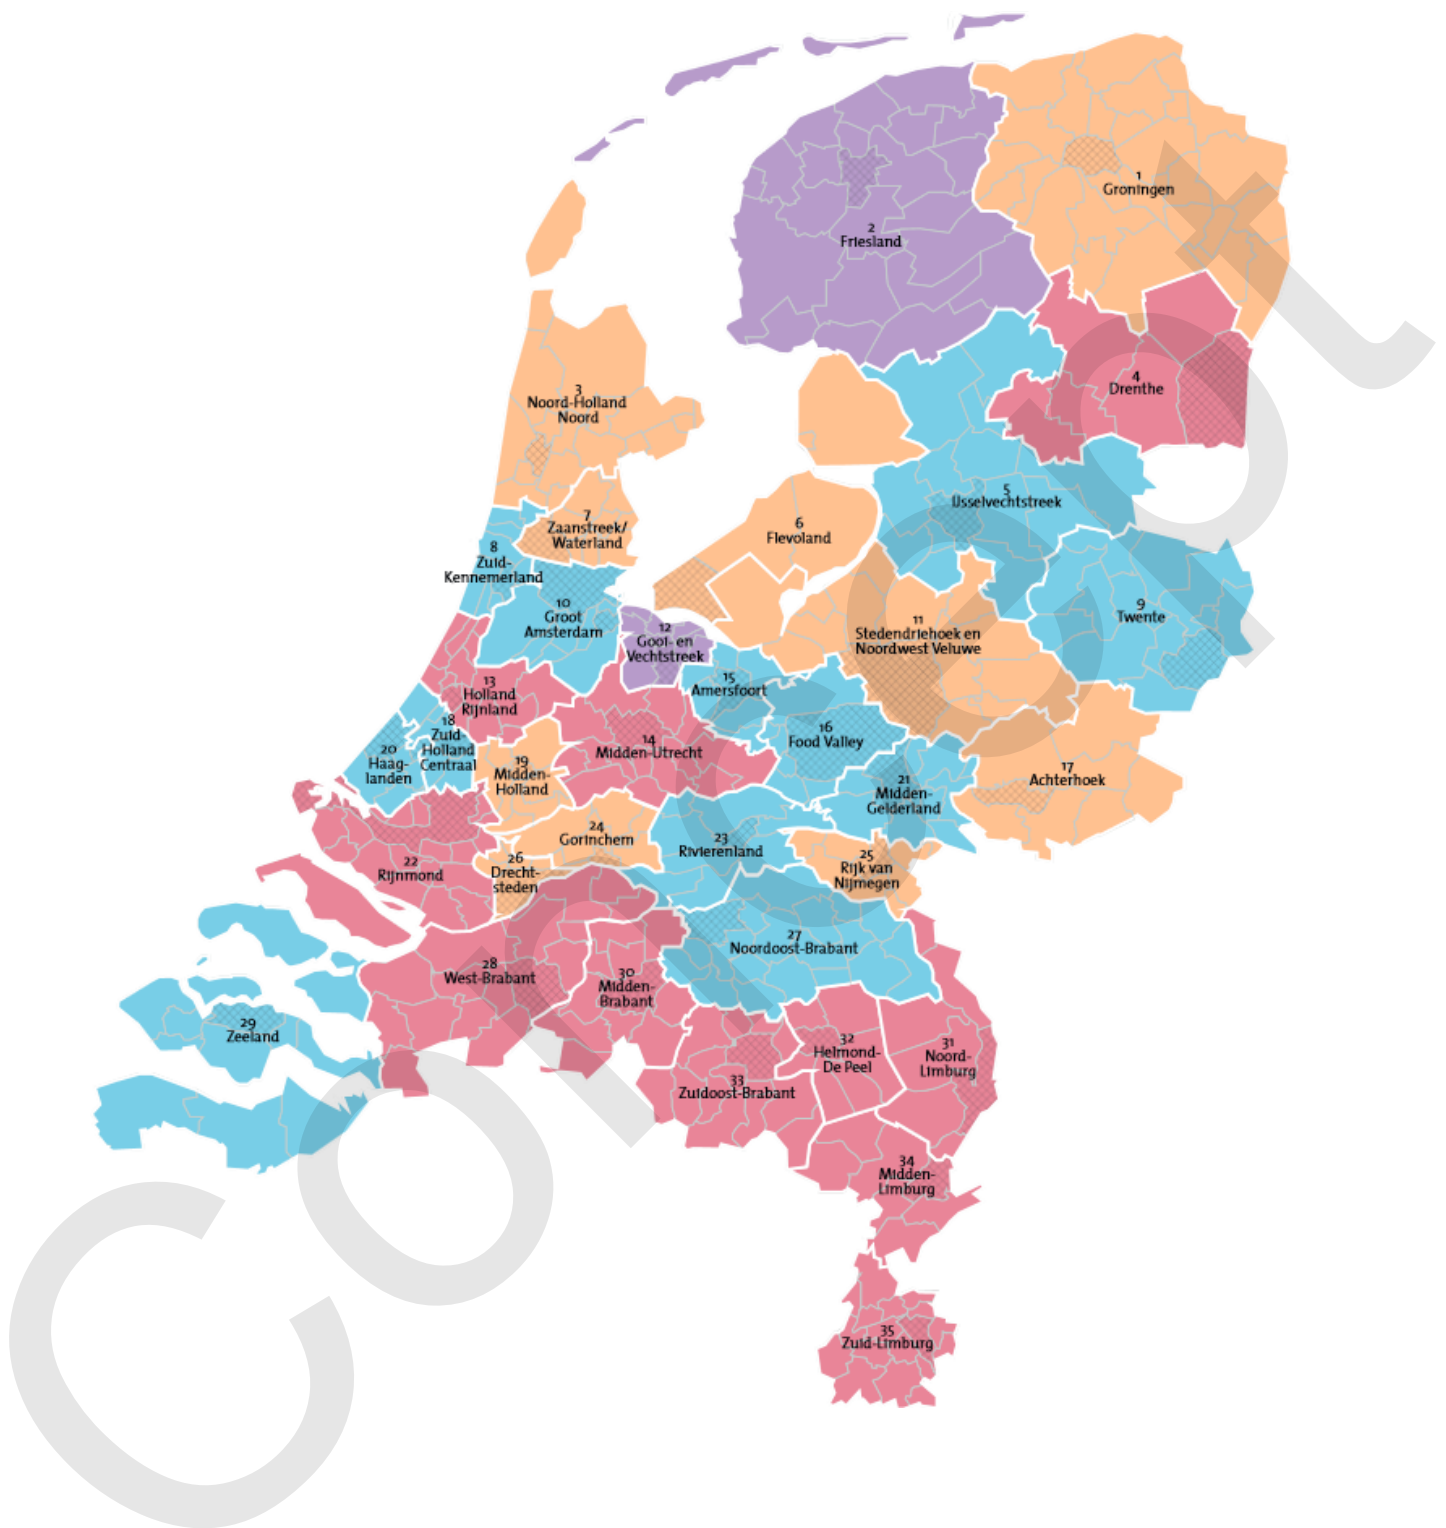 1
Groningen
2
Friesland
3
Noord-Holland
Noord
4
Drenthe
5
IJsselvechtstreek
6
Flevoland
7
Zaanstreek/
Waterland
8
Zuid-
Kennemerland
9
Twente
10
Groot
Amsterdam
11
Stedendriehoek en
Noordwest Veluwe
12
Gooi- en
Vechtstreek
13
Holland
Rijnland
14
Midden-Utrecht
15
Amersfoort
16
Food Valley
17
Achterhoek
18
Zuid-
Holland
Centraal
19
Midden-
Holland
20
Haag-
landen
21
Midden-
Gelderland
22
Rijnmond
23
Rivierenland
24
Gorinchem
25
Rijk van
Nijmegen
26
Drecht-
steden
27
Noordoost-Brabant
28
West-Brabant
29
Zeeland
30
Midden-
Brabant
31
Noord-
Limburg
32
Helmond-
De Peel
33
Zuidoost-Brabant
34
Midden-
Limburg
35
Zuid-Limburg
Concept